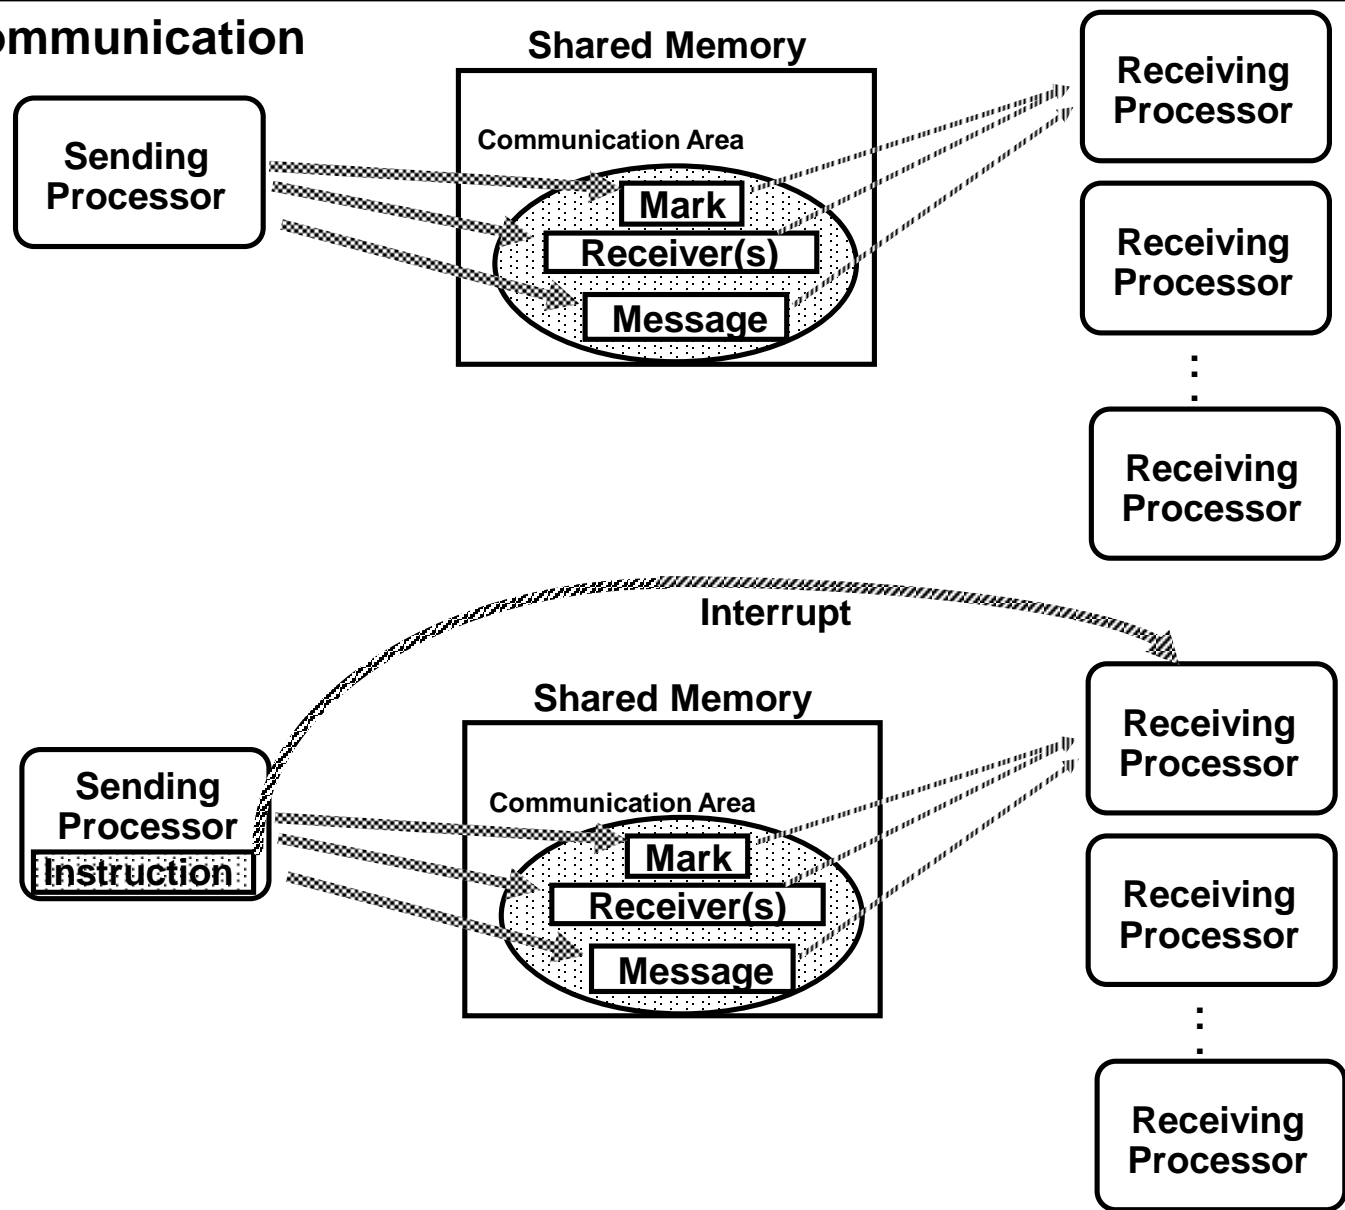 ommunication
Shared Memory
Sending
Processor
Communication Area
Mark
Receiver(s)
Message
Receiving
Processor
Receiving
Processor
:
.
Receiving
Processor
Interrupt
Shared Memory
Sending
Processor
Instruction
Communication Area
Mark
Receiver(s)
Message
Receiving
Processor
Receiving
Processor
:
.
Receiving
Processor